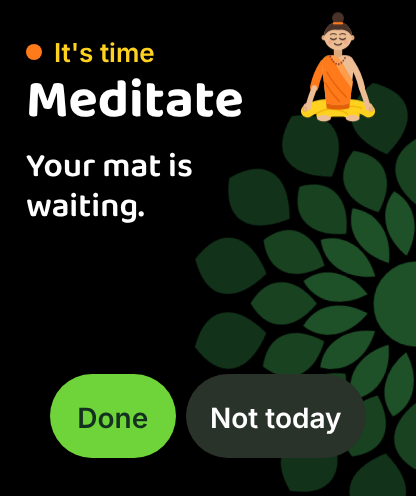 It's time
Meditate
Your mat is
waiting.
Done
Not today